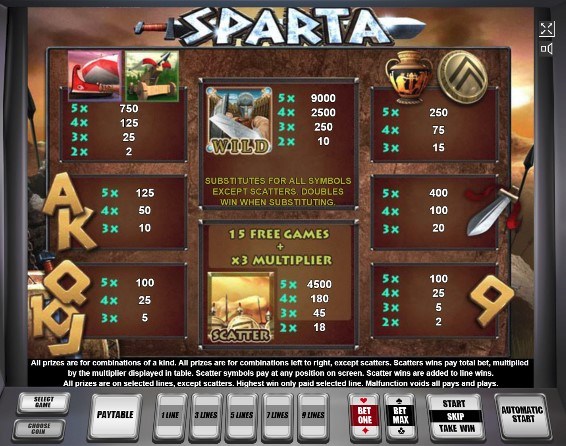 SPARTA
5x 750
4x 125
3x 25
2x 2
5x 9000
4x 2500
3x 250
2x 10
WILD
SUBSTITUTES FOR ALL SYMBOLS
EXCEPT SCATTERS. DOUBLES
WIN WHEN SUBSTITUTING.
5x 250
4x 75
3x 15
A
K
5x 125
4x 50
3x 10
15 FREE GAMES
+
x3 MULTIPLIER
5x 4500
4x 180
3x 45
2x 18
SCATTER
5x 400
4x 100
3x 20
Q
J
5x 100
4x 25
3x 5
5x 100
4x 25
3x 5
2x 2
9
All prizes are for combinations of a kind. All prizes are for combinations left to right, except scatters. Scatters wins pay total bet, multiplied
by the multiplier displayed in table. Scatter symbols pay at any position on screen. Scatter wins are added to line wins.
All prizes are on selected lines, except scatters. Highest win only paid selected line. Malfunction voids all pays and plays.
SELECT
GAME
CHOOSE
COIN
PAYTABLE
1 LINE
3 LINES
5 LINES
7 LINES
9 LINES
BET
ONE
BET
MAX
START
SKIP
TAKE WIN
AUTOMATIC
START